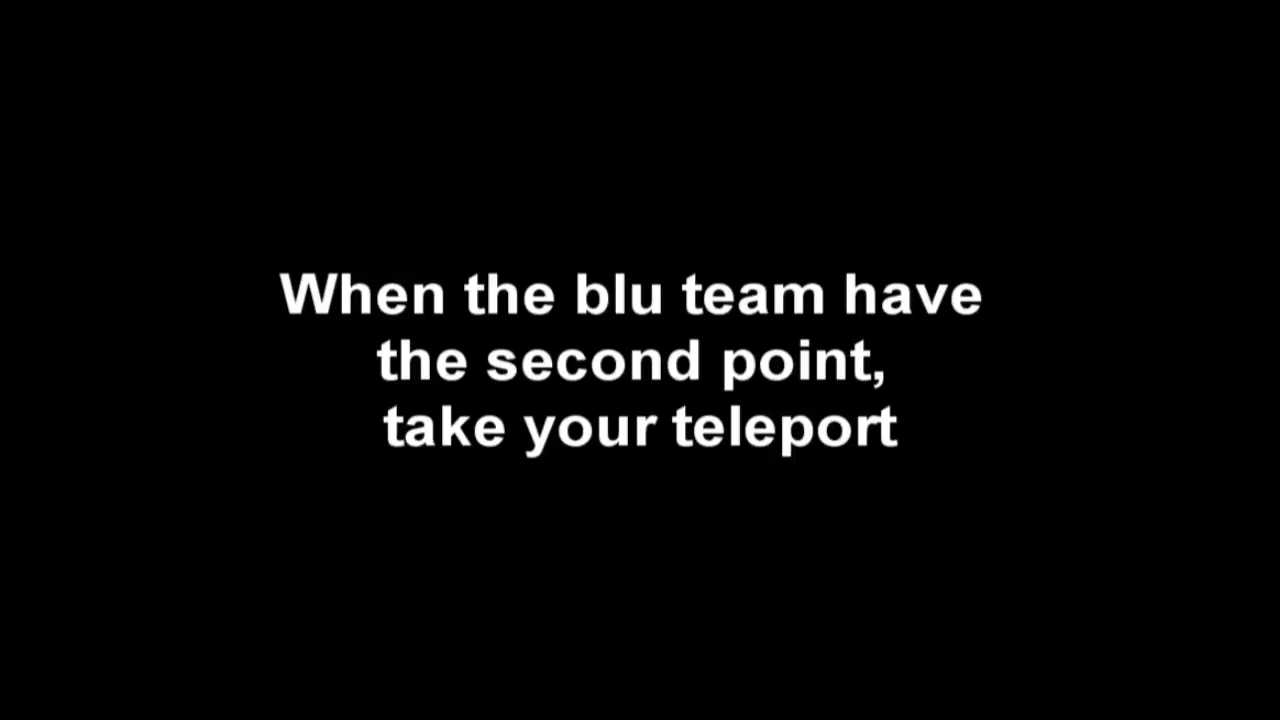 When the blu team have
the second point,
take your teleport